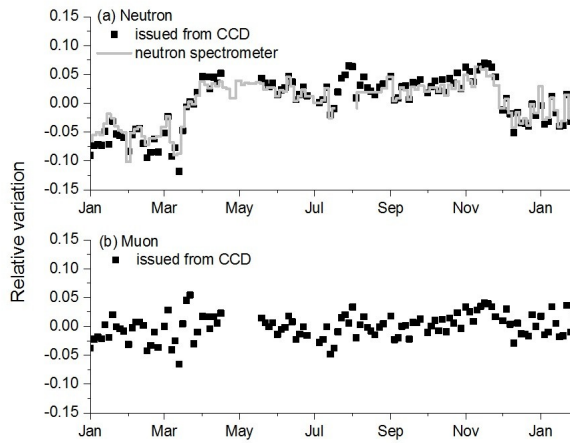 (a) Neutron
issued from CCD
neutron spectrometer
0.15
0.10
0.05
0.00
-0.05
-0.10
-0.15
Jan Mar May Jul Sep Nov Jan
Relative variation
(b) Muon
issued from CCD
0.15
0.10
0.05
0.00
-0.05
-0.10
-0.15
Jan Mar May Jul Sep Nov Jan